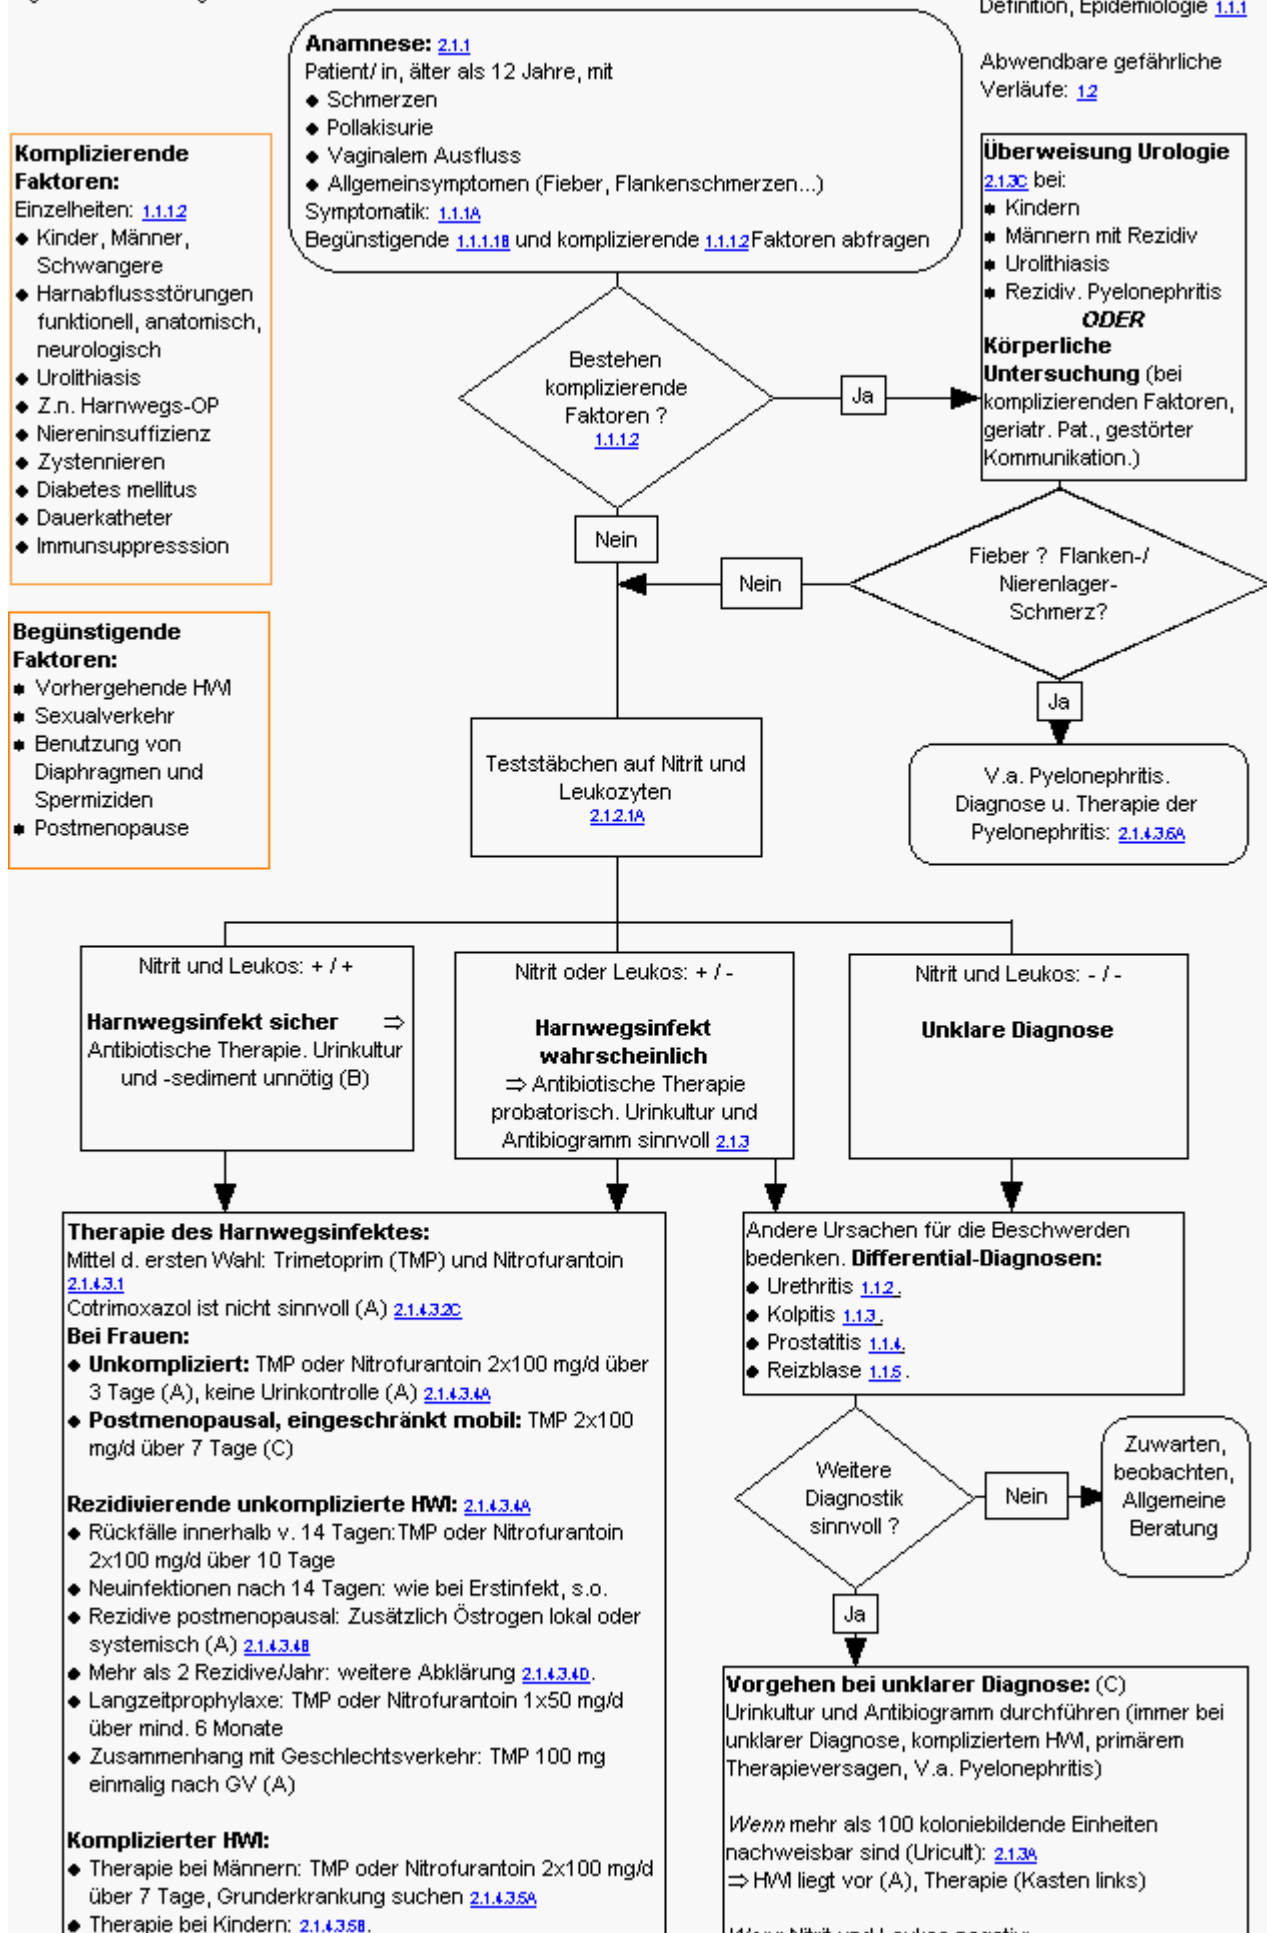 Definition, Epidemiologie 1.1.1
Abwendbare gefährliche
Verläufe: 1.2
Anamnese: 2.1.1
Patient/ in, älter als 12 Jahre, mit
◆ Schmerzen
◆ Pollakisurie
◆ Vaginalem Ausfluss
◆ Allgemeinsymptomen (Fieber, Flankenschmerzen...)
Symptomatik: 1.1.1A
Begünstigende 1.1.1.1B und komplizierende 1.1.1.2 Faktoren abfragen
Komplizierende
Faktoren:
Einzelheiten: 1.1.1.2
◆ Kinder, Männer,
Schwangere
◆ Harnabflussstörungen
funktionell, anatomisch,
neurologisch
◆ Urolithiasis
◆ Z.n. Harnwegs-OP
◆ Niereninsuffizienz
◆ Zystennieren
◆ Diabetes mellitus
◆ Dauerkatheter
◆ Immunsuppresssion
Begünstigende
Faktoren:
Vorhergehende HWI
Sexualverkehr
Benutzung von
Diaphragmen und
Spermiziden
Postmenopause
Bestehen
komplizierende
Faktoren ?
1.1.1.2
Ja
Nein
Überweisung Urologie
2.1.3C bei:
Kindern
Männern mit Rezidiv
Urolithiasis
Rezidiv. Pyelonephritis
ODER
Körperliche
Untersuchung (bei
komplizierenden Faktoren,
geriatr. Pat., gestörter
Kommunikation.)
Fieber ? Flanken-/
Nierenlager-
Schmerz?
Nein
Ja
V.a. Pyelonephritis.
Diagnose u. Therapie der
Pyelonephritis: 2.1.4.3.6A
Teststäbchen auf Nitrit und
Leukozyten
2.1.2.1A
Nitrit und Leukos: + / +
Harnwegsinfekt sicher ⇒
Antibiotische Therapie. Urinkultur
und -sediment unnötig (B)
Nitrit oder Leukos: + / -
Harnwegsinfekt
wahrscheinlich
⇒ Antibiotische Therapie
probatorisch. Urinkultur und
Antibiogramm sinnvoll 2.1.3
Nitrit und Leukos: - / -
Unklare Diagnose
Therapie des Harnwegsinfektes:
Mittel d. ersten Wahl: Trimetoprim (TMP) und Nitrofurantoin
2.1.4.3.1
Cotrimoxazol ist nicht sinnvoll (A) 2.1.4.3.2C
Bei Frauen:
◆ Unkompliziert: TMP oder Nitrofurantoin 2x100 mg/d über
3 Tage (A), keine Urinkontrolle (A) 2.1.4.3.4A
◆ Postmenopausal, eingeschränkt mobil: TMP 2x100
mg/d über 7 Tage (C)
Rezidivierende unkomplizierte HWI: 2.1.4.3.4A
◆ Rückfälle innerhalb v. 14 Tagen:TMP oder Nitrofurantoin
2x100 mg/d über 10 Tage
◆ Neuinfektionen nach 14 Tagen: wie bei Erstinfekt, s.o.
◆ Rezidive postmenopausal: Zusätzlich Östrogen lokal oder
systemisch (A) 2.1.4.3.4B
◆ Mehr als 2 Rezidive/Jahr: weitere Abklärung 2.1.4.3.4D.
◆ Langzeitprophylaxe: TMP oder Nitrofurantoin 1x50 mg/d
über mind. 6 Monate
◆ Zusammenhang mit Geschlechtsverkehr: TMP 100 mg
einmalig nach GV (A)
Komplizierter HWI:
◆ Therapie bei Männern: TMP oder Nitrofurantoin 2x100 mg/d
über 7 Tage, Grunderkrankung suchen 2.1.4.3.5A
◆ Therapie bei Kindern: 2.1.4.3.5B.
Andere Ursachen für die Beschwerden
bedenken. Differential-Diagnosen:
◆ Urethritis 1.1.2.
◆ Kolpitis 1.1.3.
◆ Prostatitis 1.1.4.
◆ Reizblase 1.1.5.
Weitere
Diagnostik
sinnvoll ?
Nein
Zuwarten,
beobachten,
Allgemeine
Beratung
Ja
Vorgehen bei unklarer Diagnose: (C)
Urinkultur und Antibiogramm durchführen (immer bei
unklarer Diagnose, kompliziertem HWI, primärem
Therapieversagen, V.a. Pyelonephritis)
Wenn mehr als 100 koloniebildende Einheiten
nachweisbar sind (Uricult): 2.1.3A
⇒ HWI liegt vor (A), Therapie (Kasten links)
Wenn Nitrit und Leukos negativ: